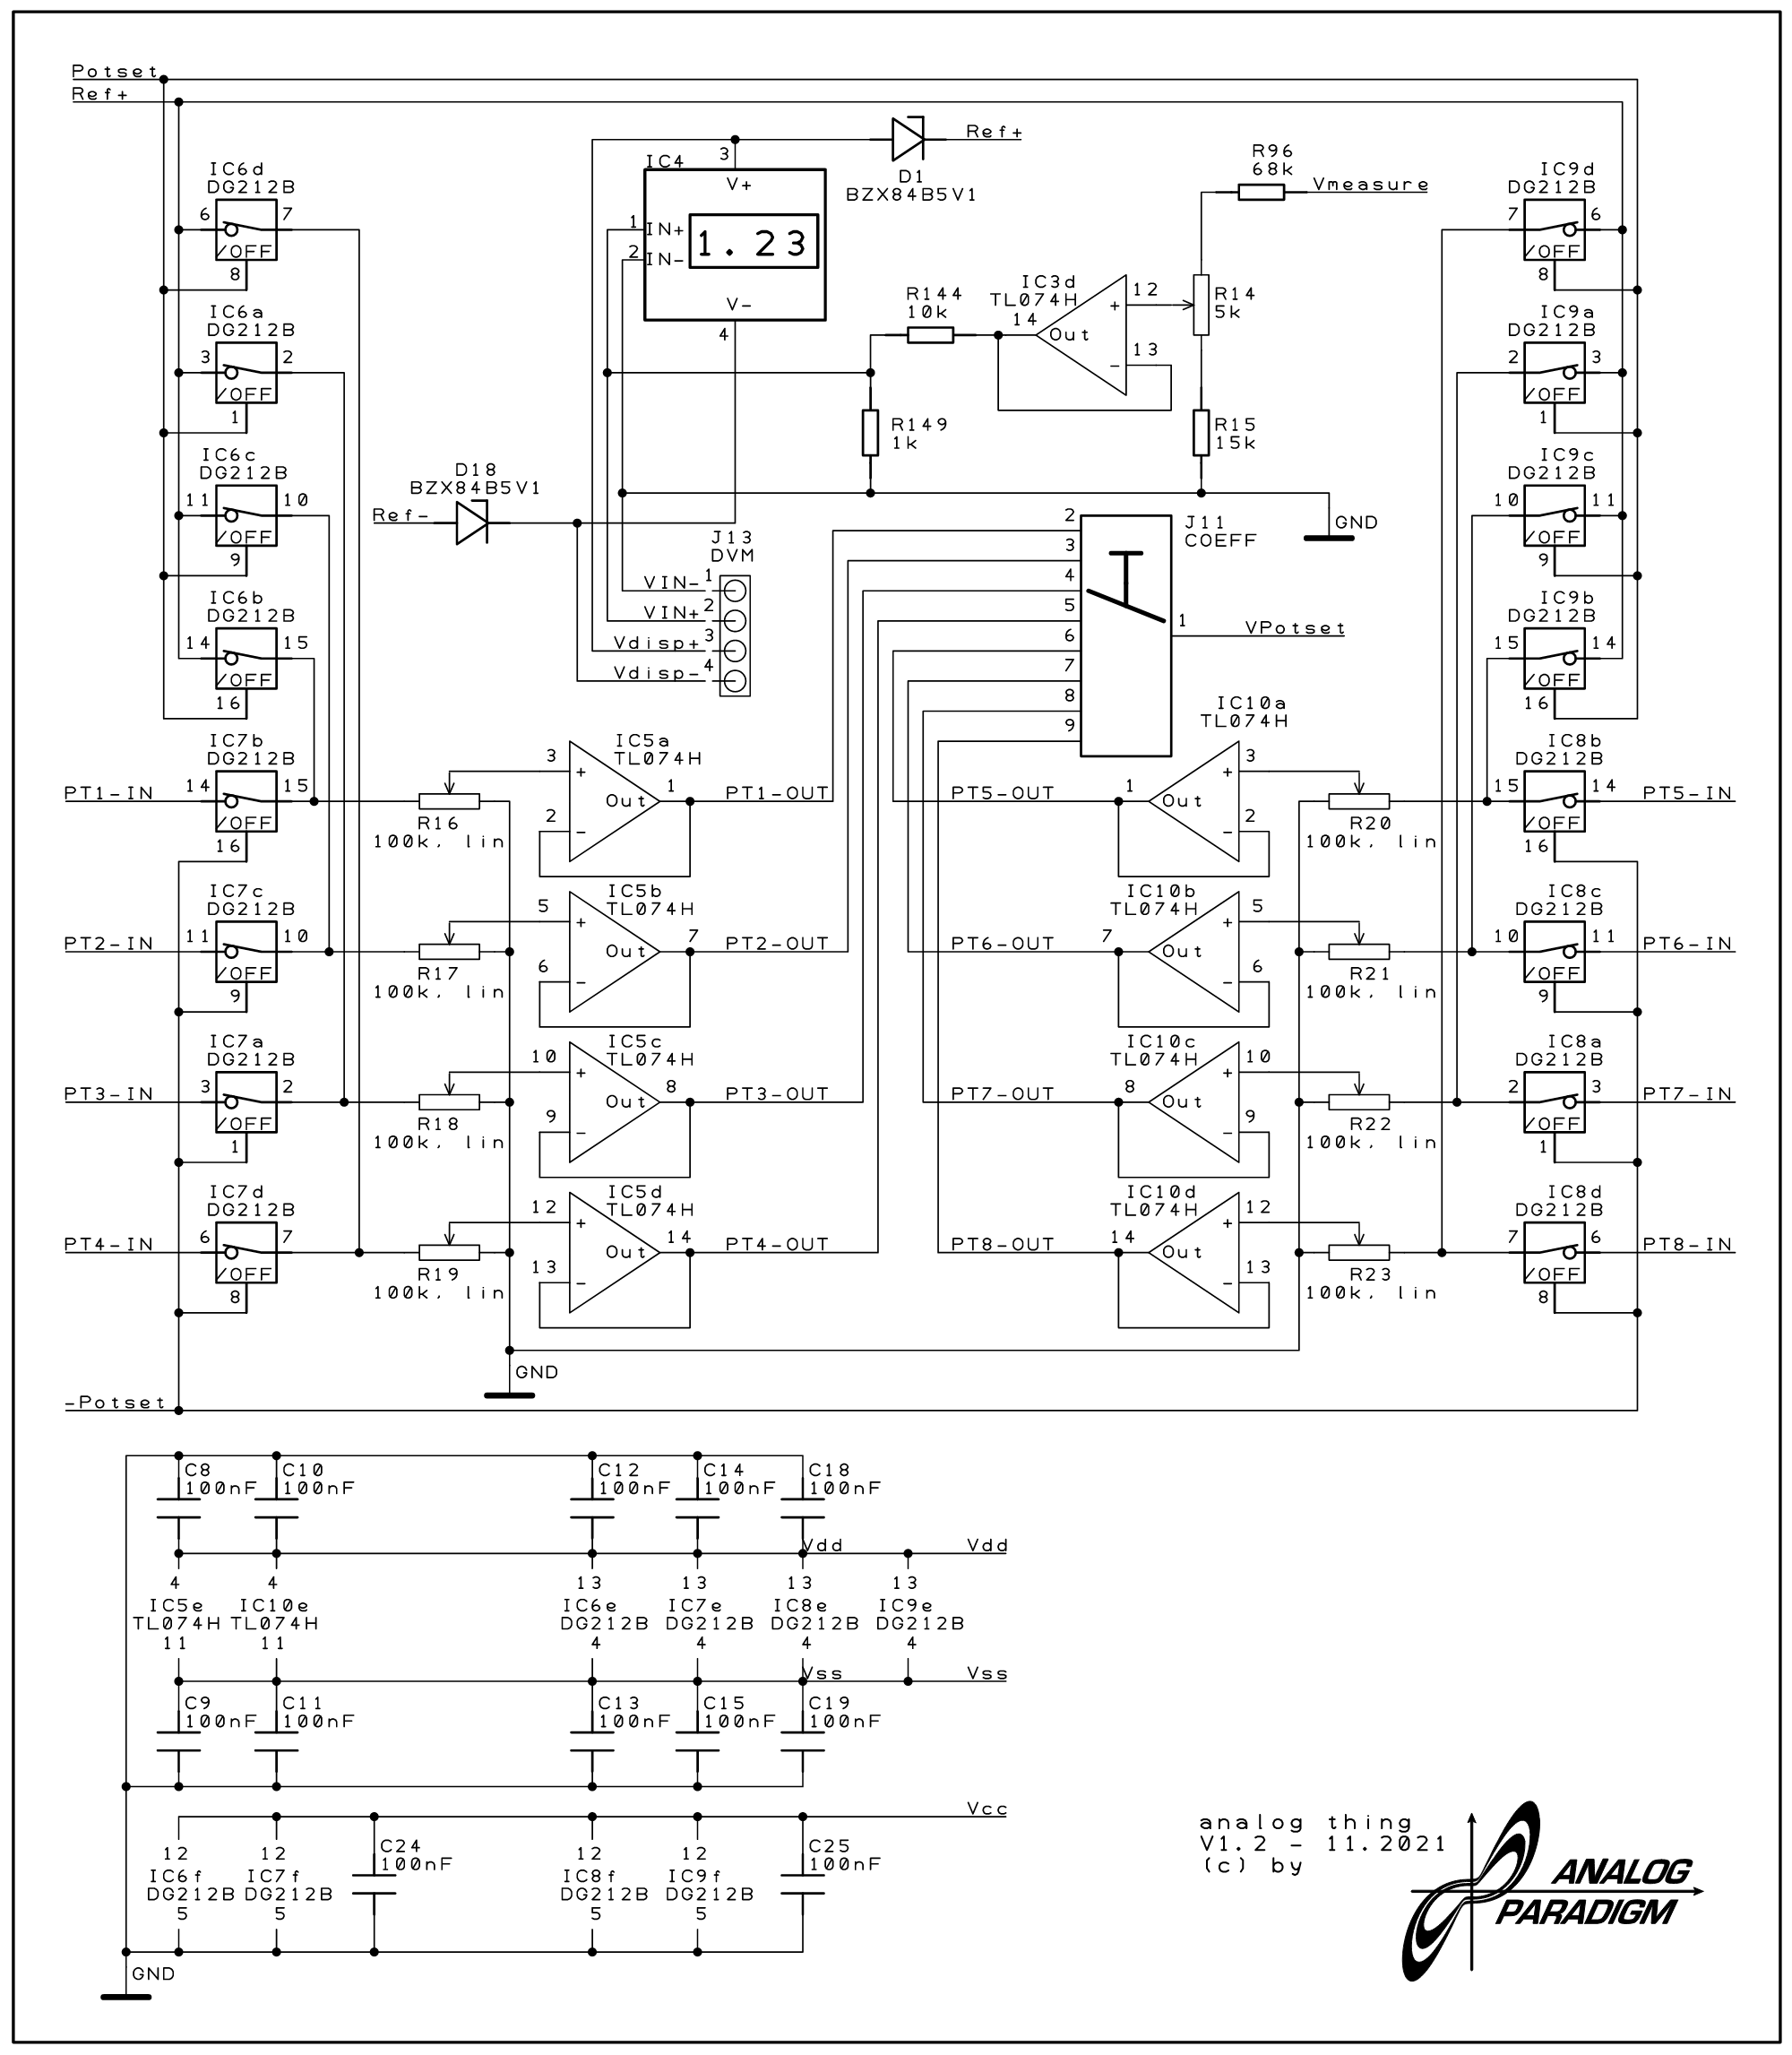 Potset
Ref+
Ref+
D1
BZX84B5V1
IC4
3
V+
1
IN+
2
IN-
1.23
V-
4
R96
68k
Vmeasure
IC6d
DG212B
6
7
/OFF
8
IC9d
DG212B
7
6
/OFF
8
IC3d
TL074H
12
+
14
Out
13
-
R14
5k
R144
10k
IC6a
DG212B
3
2
/OFF
1
IC9a
DG212B
2
3
/OFF
1
R149
1k
R15
15k
IC6c
DG212B
11
10
/OFF
9
D18
BZX84B5V1
Ref-
IC9c
DG212B
10
11
/OFF
9
GND
J13
DVM
VIN- 1
VIN+ 2
Vdisp+ 3
Vdisp- 4
J11
COEFF
2
3
4
5
6
7
8
9
1
VPotset
IC6b
DG212B
14
15
/OFF
16
IC9b
DG212B
15
14
/OFF
16
IC7b
DG212B
PT1-IN
14
15
/OFF
16
R16
100k, lin
IC5a
TL074H
3
+
1
Out
2
-
PT1-OUT
IC10a
TL074H
3
+
1
Out
2
-
PT5-OUT
R20
100k, lin
IC8b
DG212B
15
14
/OFF
16
PT5-IN
IC7c
DG212B
PT2-IN
11
10
/OFF
9
R17
100k, lin
IC5b
TL074H
5
+
7
Out
6
-
PT2-OUT
IC10b
TL074H
5
+
7
Out
6
-
PT6-OUT
R21
100k, lin
IC8c
DG212B
10
11
/OFF
9
PT6-IN
IC7a
DG212B
PT3-IN
3
2
/OFF
1
R18
100k, lin
IC5c
TL074H
10
+
8
Out
9
-
PT3-OUT
IC10c
TL074H
10
+
8
Out
9
-
PT7-OUT
R22
100k, lin
IC8a
DG212B
2
3
/OFF
1
PT7-IN
IC7d
DG212B
PT4-IN
6
7
/OFF
8
R19
100k, lin
IC5d
TL074H
12
+
14
Out
13
-
PT4-OUT
IC10d
TL074H
12
+
14
Out
13
-
PT8-OUT
R23
100k, lin
IC8d
DG212B
7
6
/OFF
8
PT8-IN
GND
-Potset
C8
100nF
C10
100nF
C12
100nF
C14
100nF
C18
100nF
Vdd
Vdd
4
IC5e
TL074H
11
4
IC10e
TL074H
11
13
IC6e
DG212B
4
13
IC7e
DG212B
4
13
IC8e
DG212B
4
13
IC9e
DG212B
4
Vss
Vss
C9
100nF
C11
100nF
C13
100nF
C15
100nF
C19
100nF
Vcc
12
IC6f
DG212B
5
12
IC7f
DG212B
5
C24
100nF
12
IC8f
DG212B
5
12
IC9f
DG212B
5
C25
100nF
GND
analog thing
V1.2 - 11.2021
(c) by
ANALOG
PARADIGM